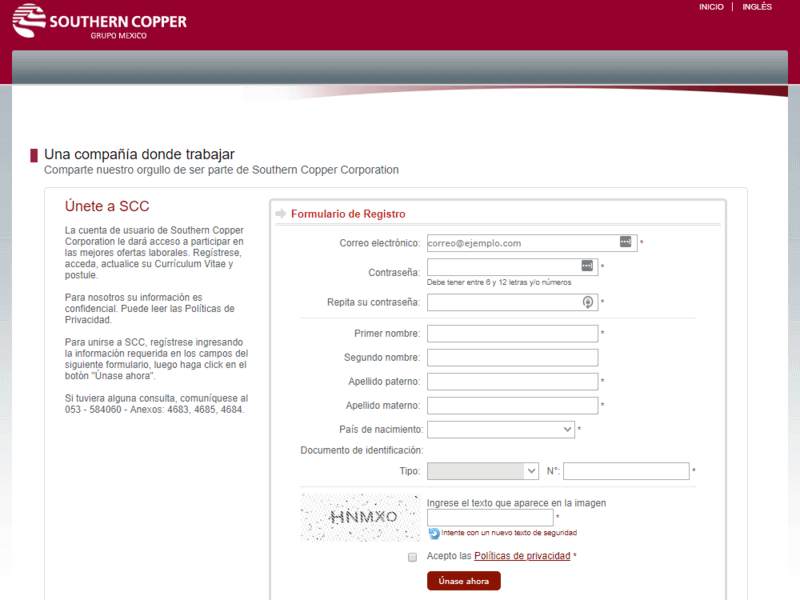 SOUTHERN COPPER
GRUPO MEXICO
INICIO | INGLÉS
Una compañía donde trabajar
Comparte nuestro orgullo de ser parte de Southern Copper Corporation
Únete a SCC
La cuenta de usuario de Southern Copper
Corporation le dará acceso a participar en
las mejores ofertas laborales. Regístrese,
acceda, actualice su Currículum Vitae y
postule.
Para nosotros su información es
confidencial. Puede leer las Políticas de
Privacidad.
Para unirse a SCC, regístrese ingresando
la información requerida en los campos del
siguiente formulario, luego haga click en el
botón "Únase ahora".
Si tuviera alguna consulta, comuníquese al
053 - 584060 - Anexos: 4683, 4685, 4684.
Formulario de Registro
Correo electrónico: correo@ejemplo.com *
Contraseña: *
Debe tener entre 6 y 12 letras y/o números
Repita su contraseña: *
Primer nombre: *
Segundo nombre:
Apellido paterno: *
Apellido materno: *
País de nacimiento: *
Documento de identificación:
Tipo: N°: *
HNMXO
Ingrese el texto que aparece en la imagen
*
Intente con un nuevo texto de seguridad
Acepto las Políticas de privacidad *
Únase ahora